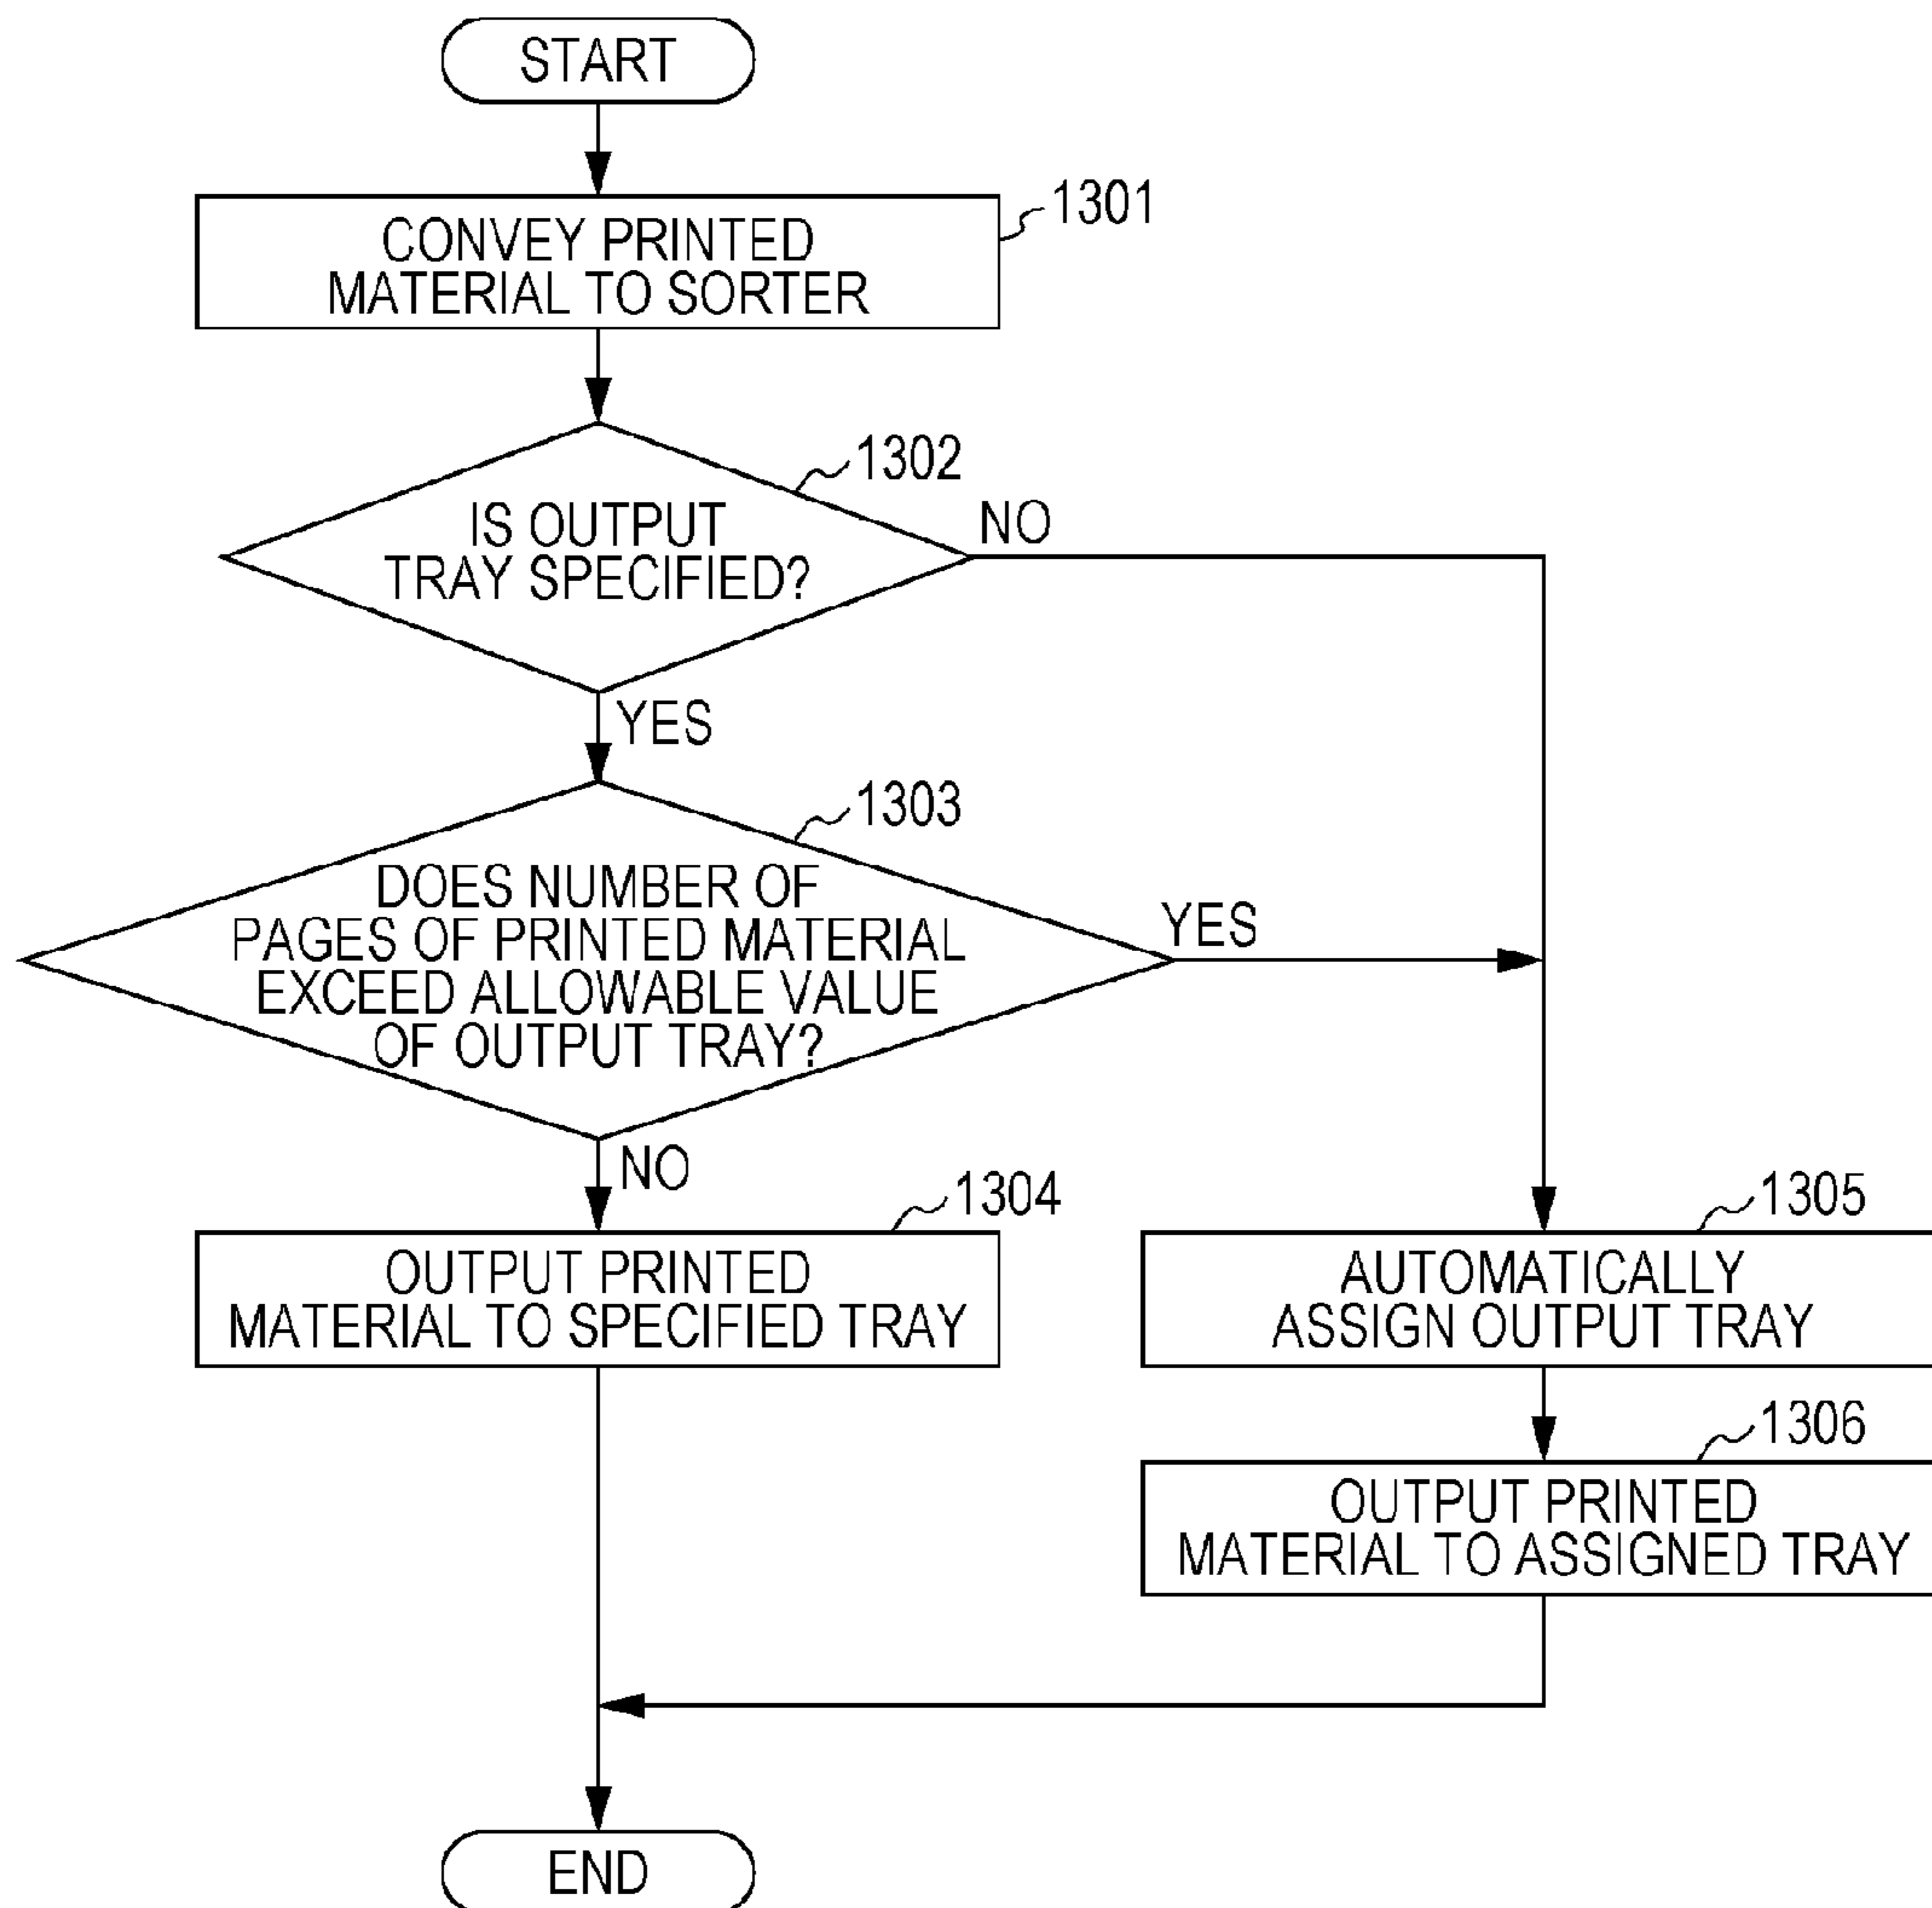 START
1301
CONVEY PRINTED
MATERIAL TO SORTER
1302
IS OUTPUT
TRAY SPECIFIED?
NO
YES
1303
DOES NUMBER OF
PAGES OF PRINTED MATERIAL
EXCEED ALLOWABLE VALUE
OF OUTPUT TRAY?
YES
NO
1304
OUTPUT PRINTED
MATERIAL TO SPECIFIED TRAY
1305
AUTOMATICALLY
ASSIGN OUTPUT TRAY
1306
OUTPUT PRINTED
MATERIAL TO ASSIGNED TRAY
END